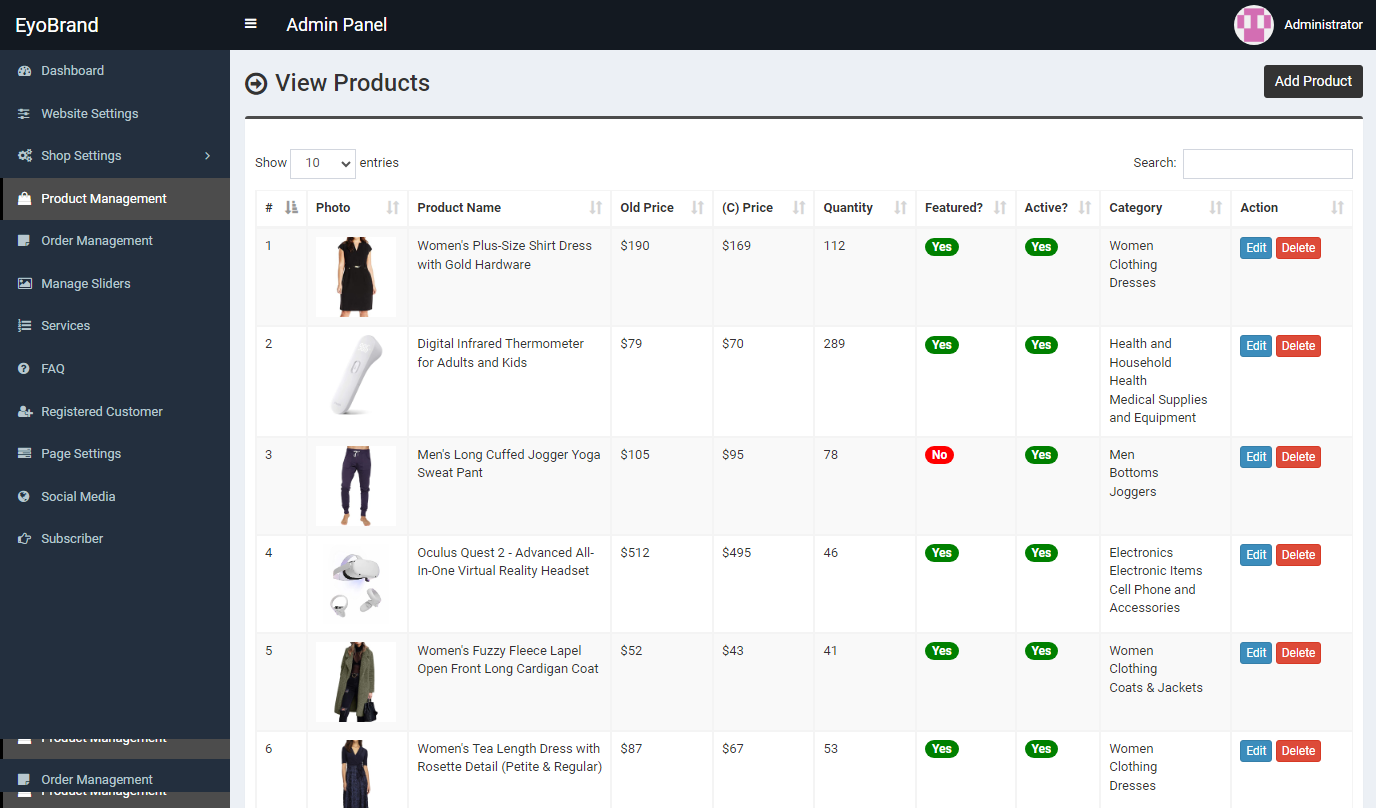 EyoBrand
Admin Panel
Administrator
Dashboard
Website Settings
Shop Settings
Product Management
Order Management
Manage Sliders
Services
FAQ
Registered Customer
Page Settings
Social Media
Subscriber
Product Management
Order Management
Product Management
View Products
Add Product
Show 10 entries
Search:
# Photo Product Name Old Price (C) Price Quantity Featured? Active? Category Action
1 Women's Plus-Size Shirt Dress $190 $169 112 Yes Yes Women Edit Delete
with Gold Hardware Clothing
Dresses
2 Digital Infrared Thermometer $79 $70 289 Yes Yes Health and Edit Delete
for Adults and Kids Household
Health
Medical Supplies
and Equipment
3 Men's Long Cuffed Jogger Yoga $105 $95 78 No Yes Men Edit Delete
Sweat Pant Bottoms
Joggers
4 Oculus Quest 2 - Advanced All- $512 $495 46 Yes Yes Electronics Edit Delete
In-One Virtual Reality Headset Electronic Items
Cell Phone and
Accessories
5 Women's Fuzzy Fleece Lapel $52 $43 41 Yes Yes Women Edit Delete
Open Front Long Cardigan Coat Clothing
Coats & Jackets
6 Women's Tea Length Dress with $87 $67 53 Yes Yes Women Edit Delete
Rosette Detail (Petite & Regular) Clothing
Dresses